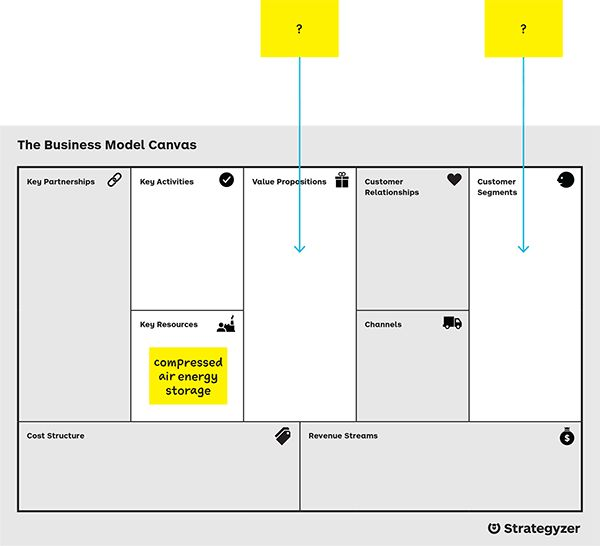 ?
?
The Business Model Canvas
Key Partnerships
Key Activities
Value Propositions
Customer
Relationships
Customer
Segments
Key Resources
compressed
air energy
storage
Channels
Cost Structure
Revenue Streams
$
Strategyzer